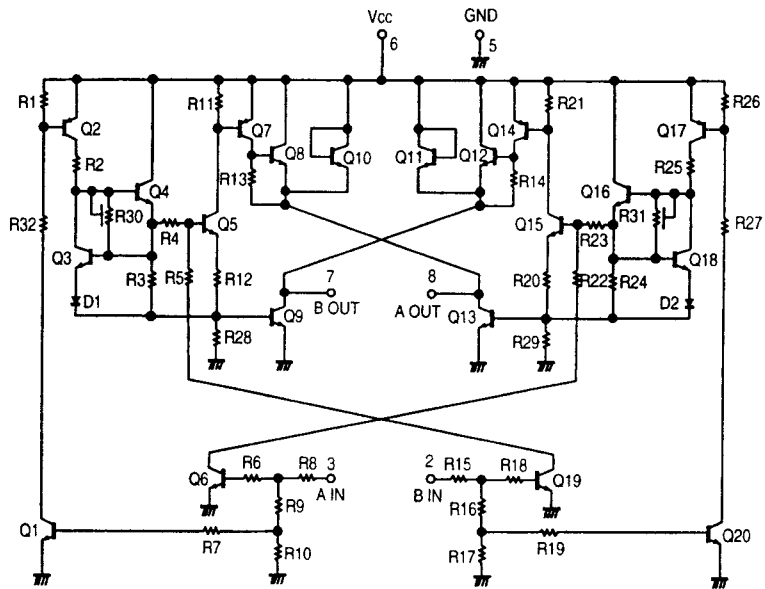 Vcc GND
6 5
R1 R11 R21 R26
Q2 Q7 Q14 Q17
R2 Q8 Q10 Q11 Q12 R25
Q4 R13 R14 Q16
R32 R30 R4 Q5 Q15 R23 R31 R27
Q3 R3 R5 R12 R20 R22 R24 Q18
D1 7 8 D2
B OUT A OUT
Q9 Q13
R28 R29
Q6 R6 R8 3 2 R15 R18 Q19
A IN B IN
R9 R16
Q1 R7 R10 R17 R19 Q20